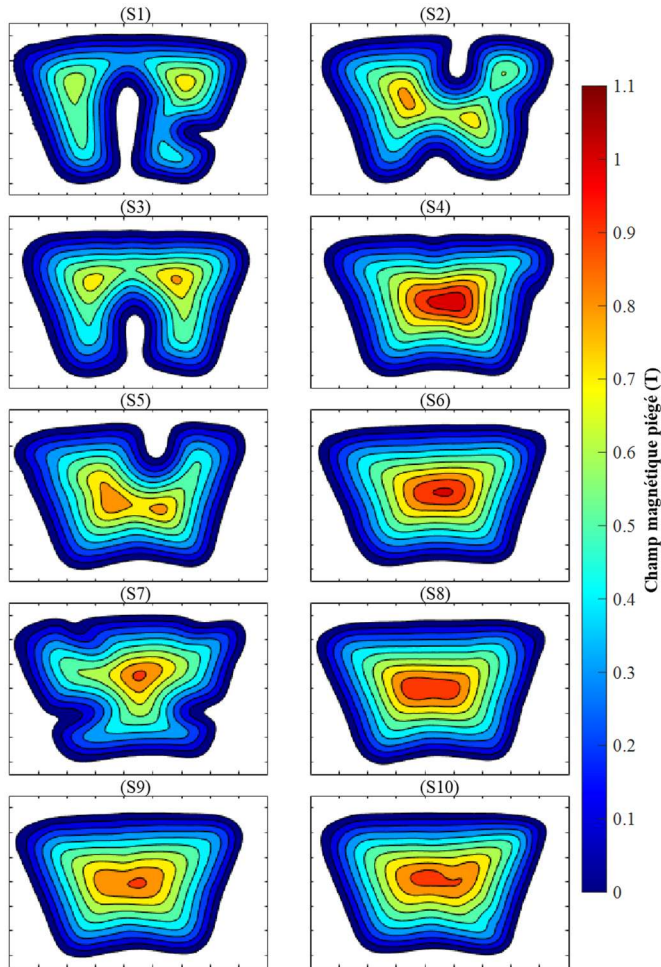 (S1)
(S2)
(S3)
(S4)
(S5)
(S6)
(S7)
(S8)
(S9)
(S10)
1.1
1
0.9
0.8
0.7
0.6
0.5
0.4
0.3
0.2
0.1
0
Champ magnétique piégé (T)